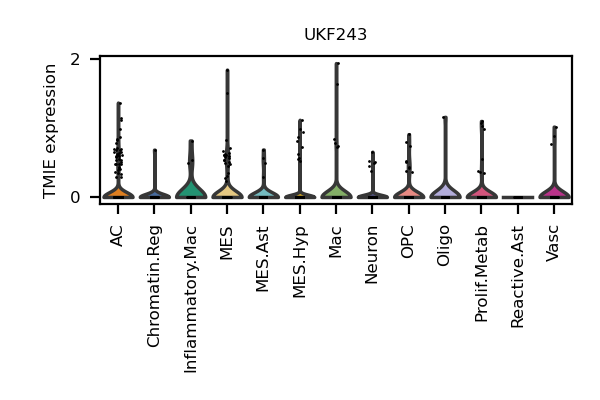 UKF243
TMIE expression
2
0
AC
Chromatin.Reg
Inflammatory.Mac
MES
MES.Ast
MES.Hyp
Mac
Neuron
OPC
Oligo
Prolif.Metab
Reactive.Ast
Vasc